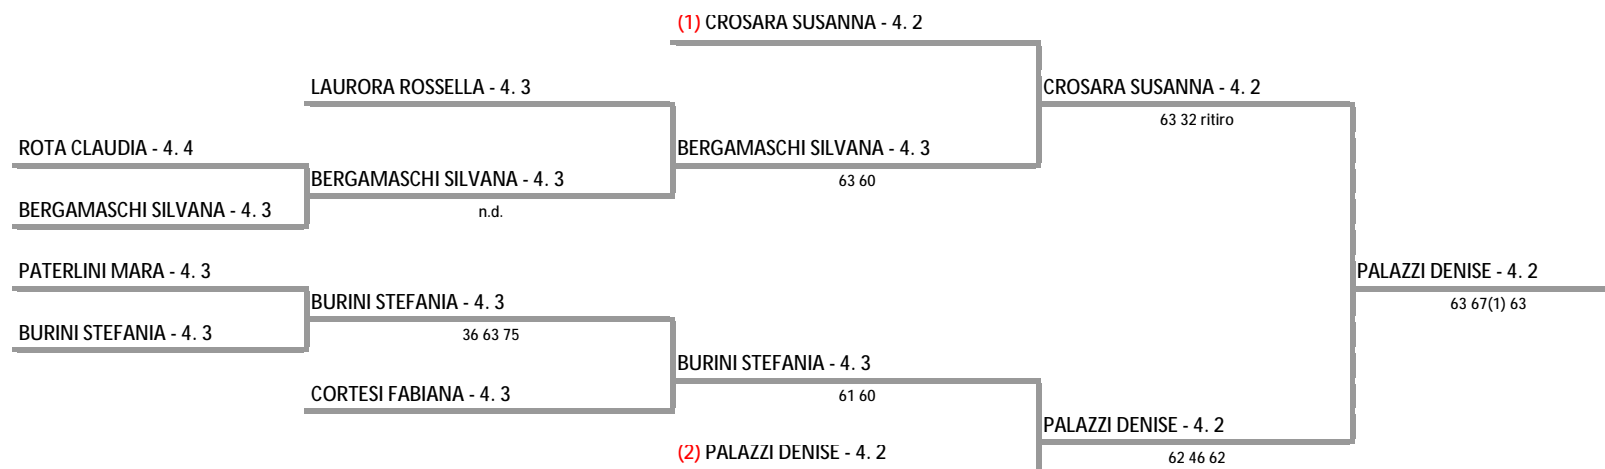 (1) CROSARA SUSANNA - 4. 2
LAURORA ROSSELLA - 4. 3
CROSARA SUSANNA - 4. 2
63 32 ritiro
ROTA CLAUDIA - 4. 4
BERGAMASCHI SILVANA - 4. 3
63 60
BERGAMASCHI SILVANA - 4. 3
n.d.
BERGAMASCHI SILVANA - 4. 3
PATERLINI MARA - 4. 3
PALAZZI DENISE - 4. 2
63 67(1) 63
BURINI STEFANIA - 4. 3
36 63 75
BURINI STEFANIA - 4. 3
BURINI STEFANIA - 4. 3
61 60
CORTESI FABIANA - 4. 3
PALAZZI DENISE - 4. 2
62 46 62
(2) PALAZZI DENISE - 4. 2